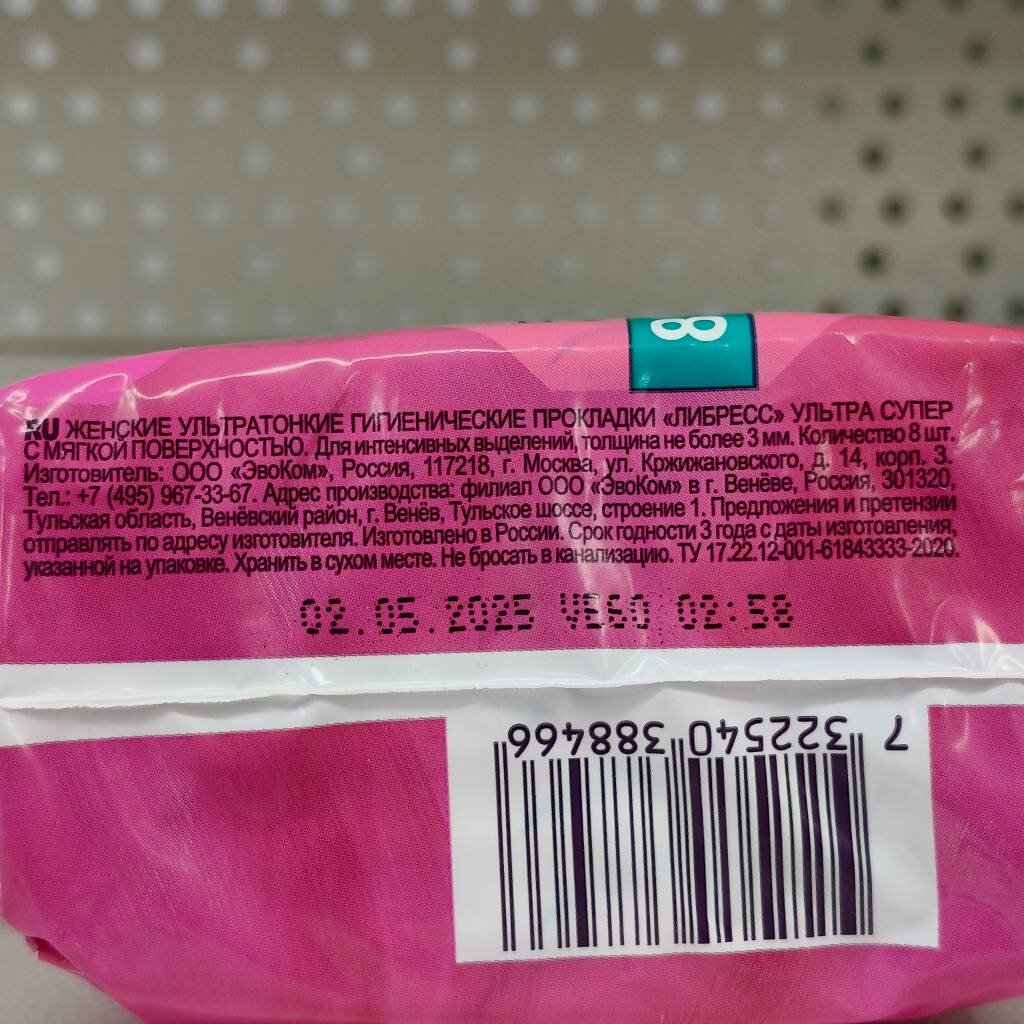 8
RU ЖЕНСКИЕ УЛЬТРАТОНКИЕ ГИГИЕНИЧЕСКИЕ ПРОКЛАДКИ «ЛИБРЕСС» УЛЬТРА СУПЕР
С МЯГКОЙ ПОВЕРХНОСТЬЮ. Для интенсивных выделений, толщина не более 3 мм. Количество 8 шт.
Изготовитель: ООО «ЭвоКом», Россия, 117218, г. Москва, ул. Кржижановского, д. 14, корп. 3.
Тел.: +7 (495) 967-33-67. Адрес производства: филиал ООО «ЭвоКом» в г. Венёве, Россия, 301320,
Тульская область, Венёвский район, г. Венёв, Тульское шоссе, строение 1. Предложения и претензии
отправлять по адресу изготовителя. Изготовлено в России. Срок годности 3 года с даты изготовления,
указанной на упаковке. Хранить в сухом месте. Не бросать в канализацию. ТУ 17.22.12-001-61843333-2020.
02.05.2025 VE60 02:58
7 322540 388466